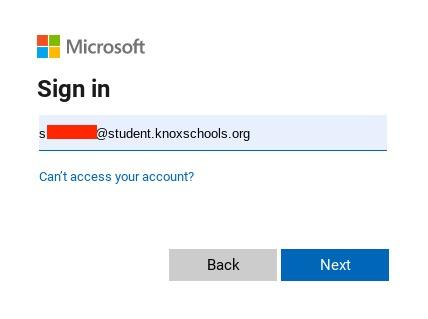 Microsoft
Sign in
s @student.knoxschools.org
Can't access your account?
Back
Next